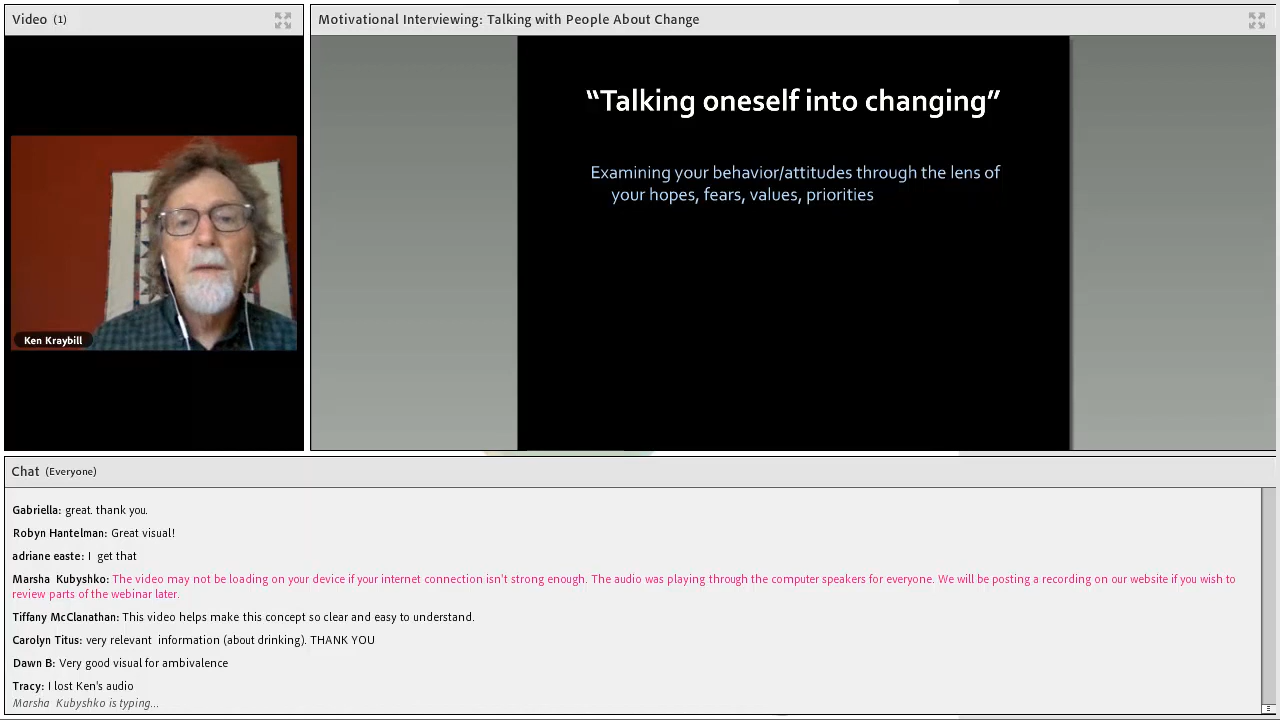 Video (1)
Motivational Interviewing: Talking with People About Change
“Talking oneself into changing”
Examining your behavior/attitudes through the lens of
your hopes, fears, values, priorities
Ken Kraybill
Chat (Everyone)
Gabriella: great. thank you.
Robyn Hantelman: Great visual!
adriane easte: I  get that
Marsha  Kubyshko: The video may not be loading on your device if your internet connection isn't strong enough. The audio was playing through the computer speakers for everyone. We will be posting a recording on our website if you wish to
review parts of the webinar later.
Tiffany McClanathan: This video helps make this concept so clear and easy to understand.
Carolyn Titus: very relevant  information (about drinking). THANK YOU
Dawn B: Very good visual for ambivalence
Tracy: I lost Ken's audio
Marsha  Kubyshko is typing...